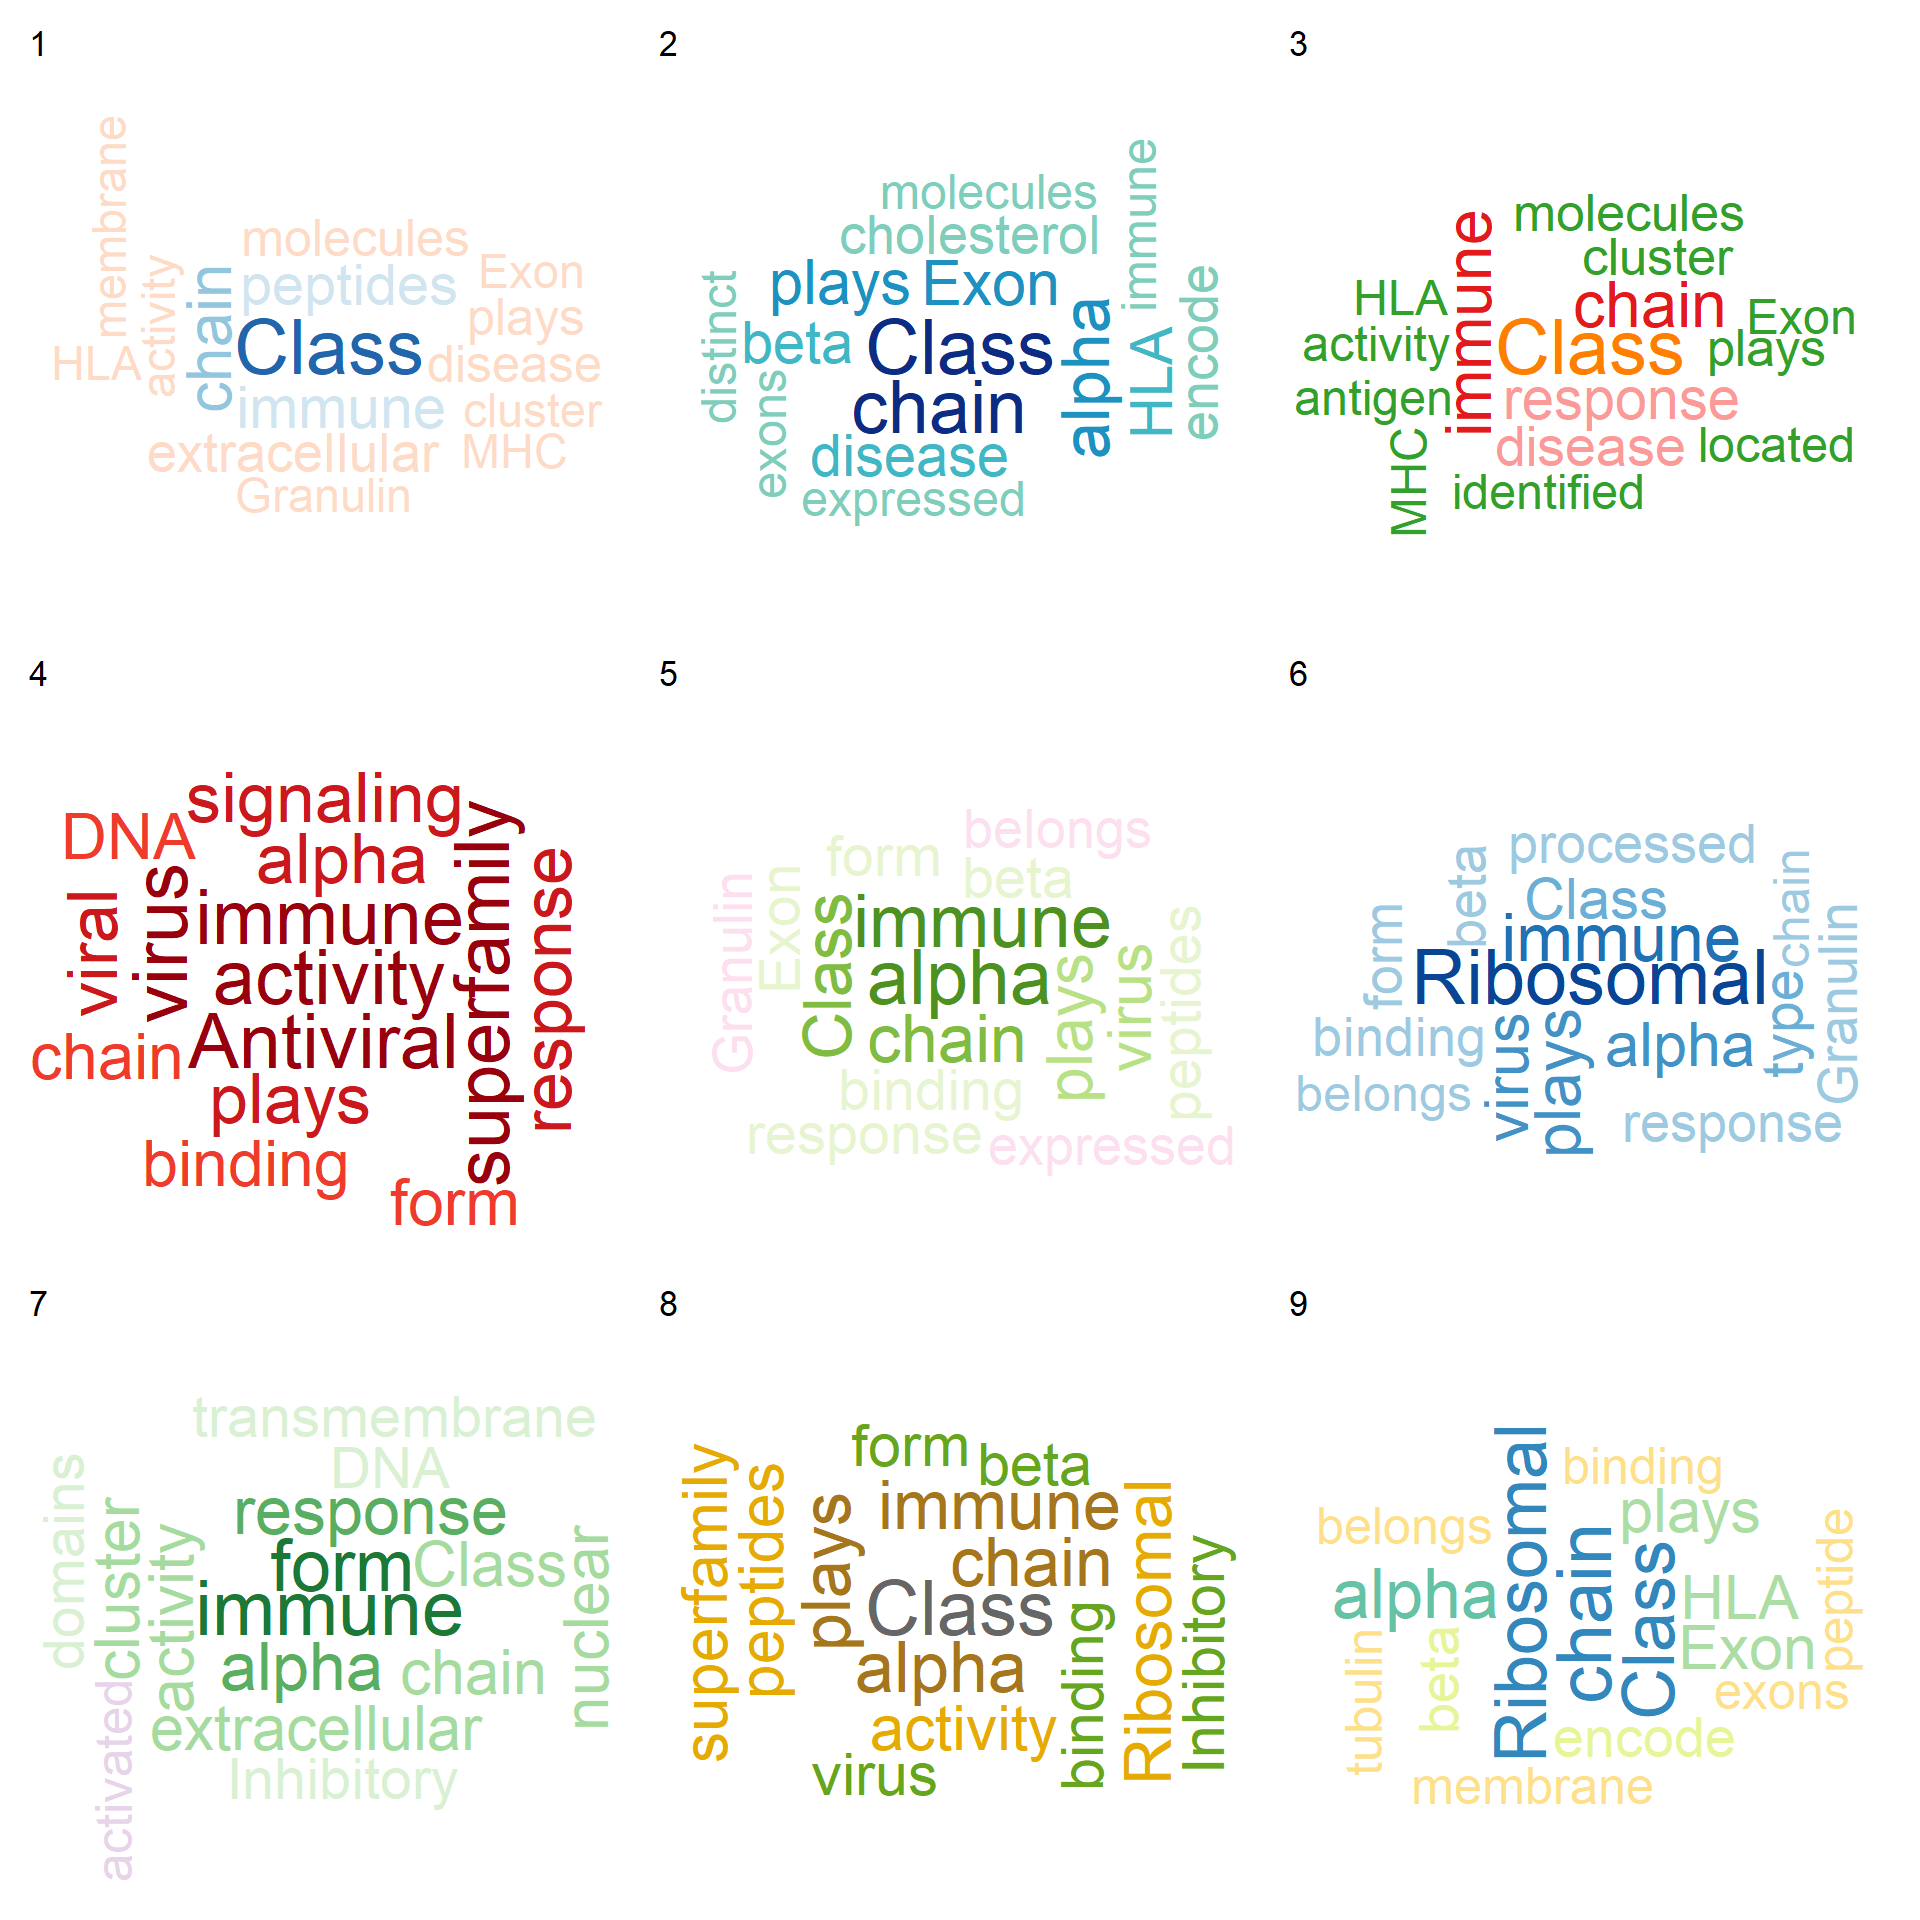 1
membrane
molecules
activity
chain
peptides
Exon
plays
Class
HLA
disease
immune
cluster
extracellular
MHC
Granulin
2
immune
molecules
cholesterol
distinct
plays
Exon
encode
alpha
HLA
beta
Class
exons
chain
disease
expressed
3
molecules
immune
cluster
HLA
chain
Exon
activity
Class
plays
antigen
response
MHC
disease
located
identified
4
signaling
DNA
superfamily
alpha
response
virus
viral
immune
activity
chain
Antiviral
plays
binding
form
5
belongs
form
beta
Granulin
Exon
Class
immune
peptides
virus
plays
alpha
chain
binding
response
expressed
6
processed
beta
chain
Class
form
immune
Granulin
Ribosomal
type
binding
virus
plays
alpha
belongs
response
7
transmembrane
DNA
domains
cluster
response
activity
nuclear
form
Class
immune
alpha
chain
activated
extracellular
Inhibitory
8
form
beta
superfamily
peptides
plays
immune
Ribosomal
chain
Inhibitory
Class
binding
alpha
activity
virus
9
Ribosomal
binding
plays
belongs
chain
Class
peptide
alpha
HLA
tubulin
beta
Exon
exons
encode
membrane